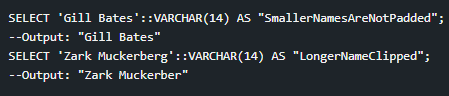 SELECT 'Gill Bates'::VARCHAR(14) AS "SmallerNamesAreNotPadded";
--Output: "Gill Bates"
SELECT 'Zark Muckerberg'::VARCHAR(14) AS "LongerNameClipped";
--Output: "Zark Muckerber"